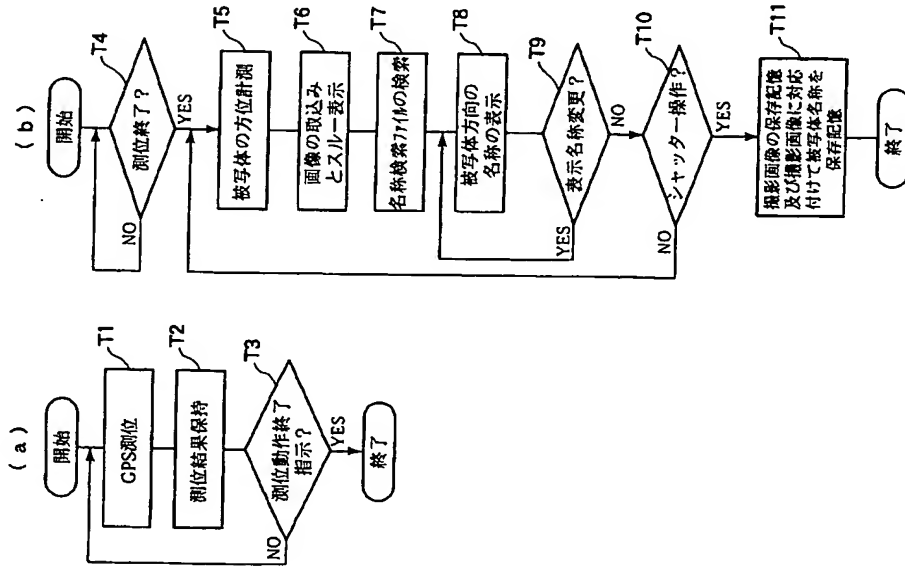 (a)
開始
GPS測位
T1
測位結果保持
T2
測位動作終了
指示?
T3
NO
YES
終了
(b)
開始
測位終了?
T4
NO
YES
被写体の方位計測
T5
画像の取込み
とスルー表示
T6
名称検索ファイルの検索
T7
被写体方向の
名称の表示
T8
表示名称変更?
T9
YES
NO
シャッター操作?
T10
NO
YES
撮影画像の保存記憶
及び撮影画像に対応
付けて被写体名称を
保存記憶
T11
終了